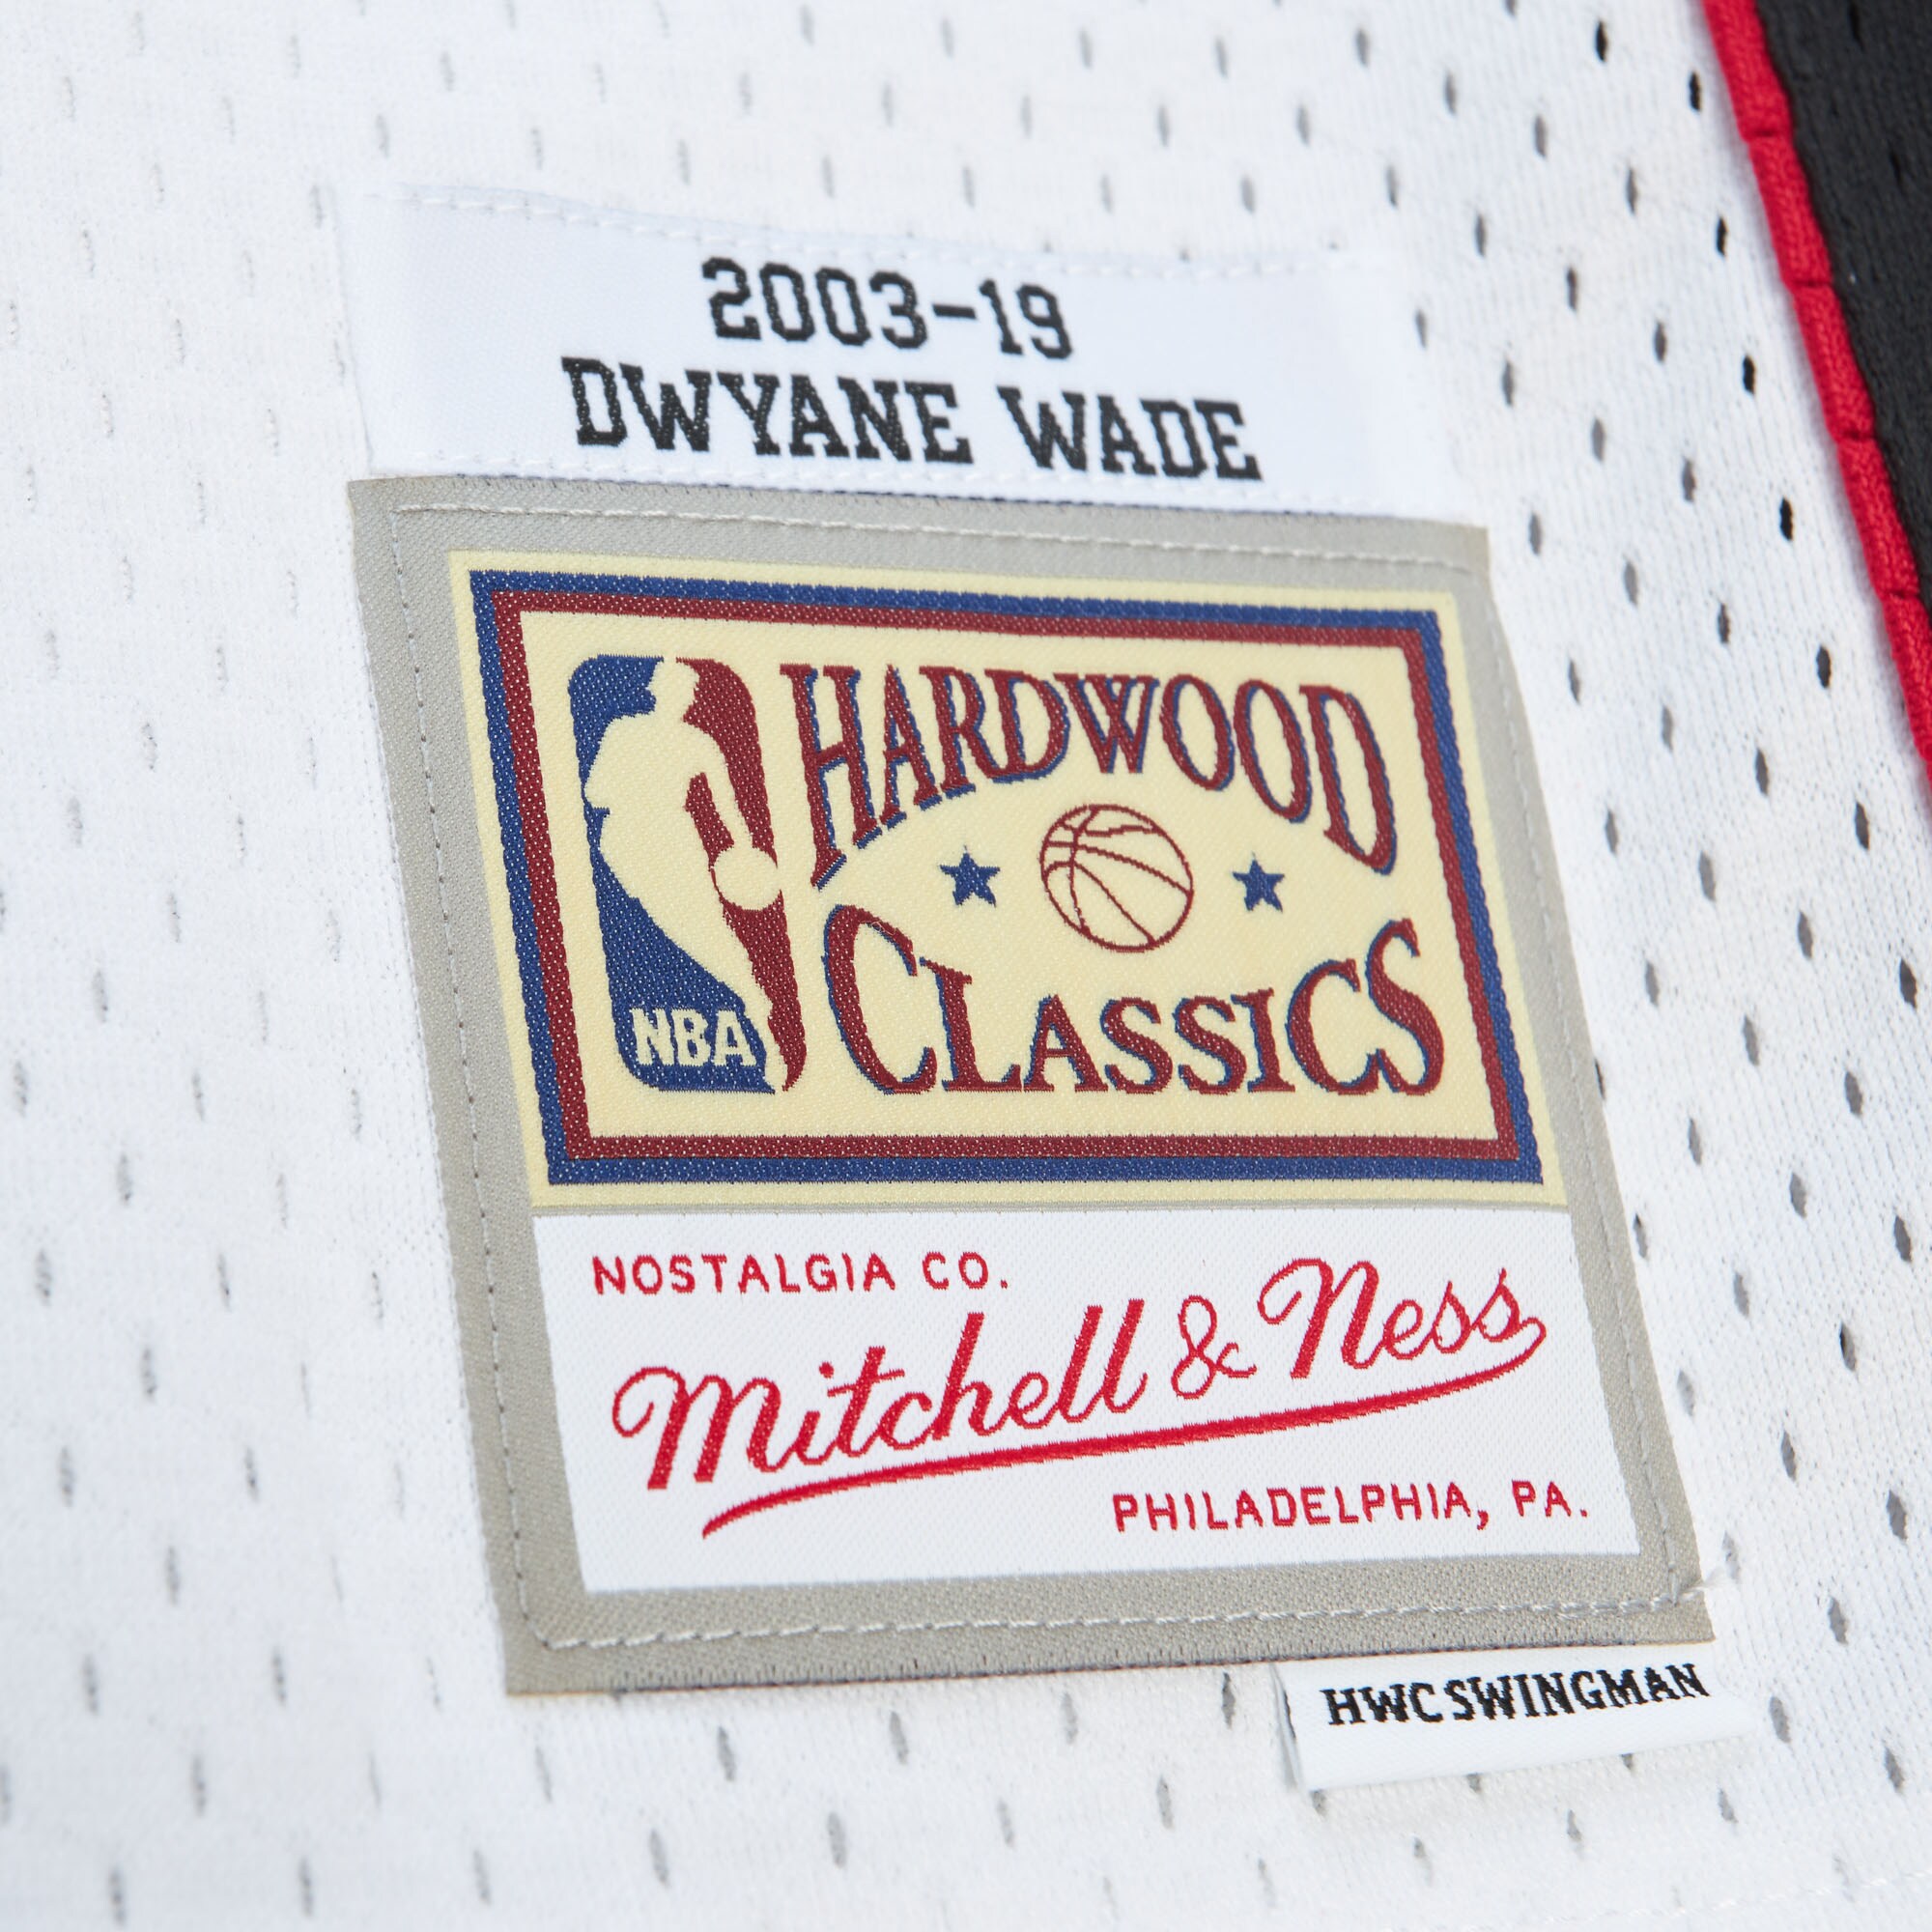 2003-19
DWYANE WADE
HARDWOOD
CLASSICS
NBA
NOSTALGIA CO.
Mitchell & Ness
PHILADELPHIA, PA.
HWC SWINGMAN